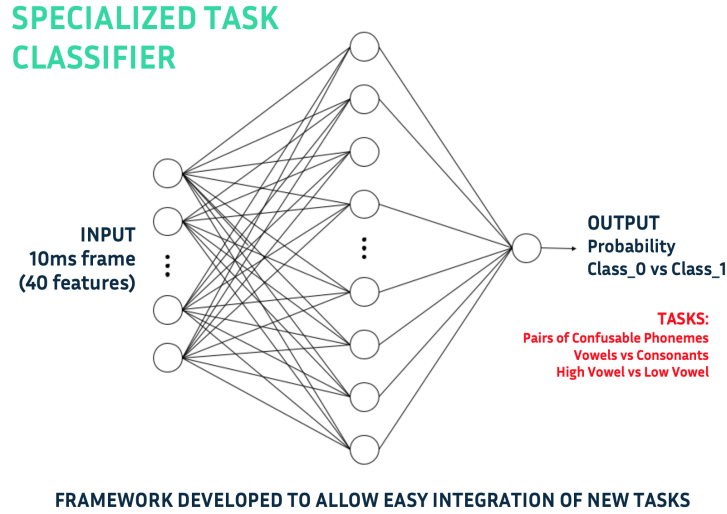 SPECIALIZED TASK
CLASSIFIER
INPUT
10ms frame
(40 features)
OUTPUT
Probability
Class_0 vs Class_1
TASKS:
Pairs of Confusable Phonemes
Vowels vs Consonants
High Vowel vs Low Vowel
FRAMEWORK DEVELOPED TO ALLOW EASY INTEGRATION OF NEW TASKS